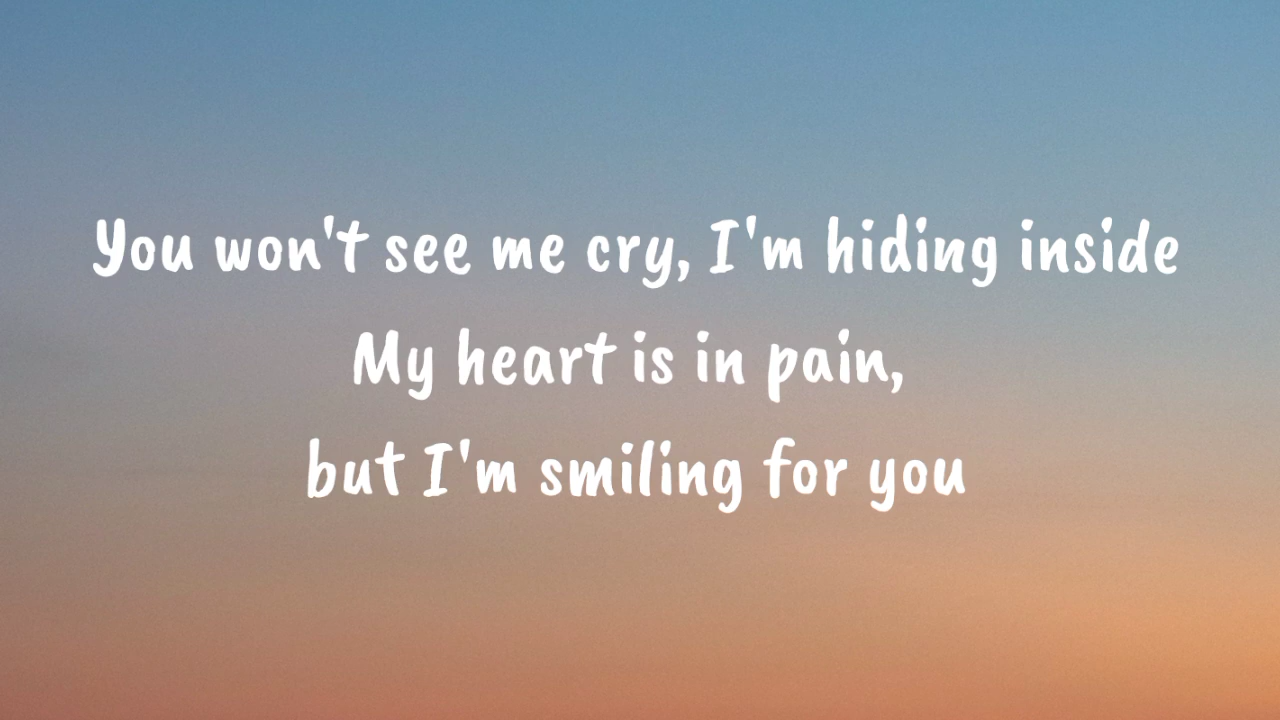 You won't see me cry, I'm hiding inside
My heart is in pain,
but I'm smiling for you